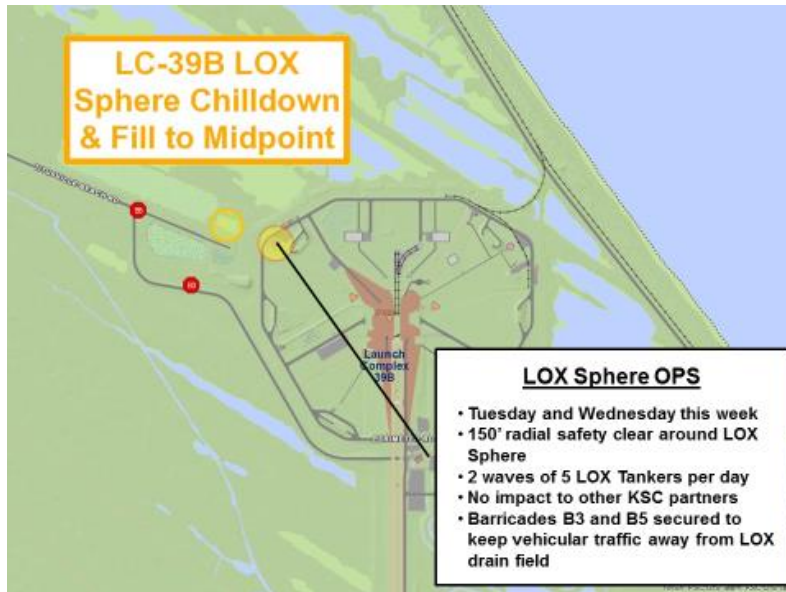 LC-39B LOX
Sphere Chilldown
& Fill to Midpoint
Launch
Complex
39B
LOX Sphere OPS
• Tuesday and Wednesday this week
• 150' radial safety clear around LOX
Sphere
• 2 waves of 5 LOX Tankers per day
• No impact to other KSC partners
• Barricades B3 and B5 secured to
keep vehicular traffic away from LOX
drain field